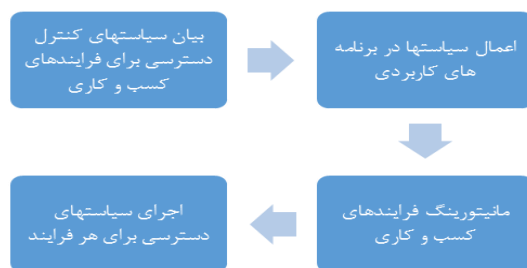 بیان سیاستهای کنترل
دسترسی برای فرایندهای
کسب و کاری
اعمال سیاستها در برنامه
های کاربردی
مانیتورینگ فرایندهای
کسب و کاری
اجرای سیاستهای
دسترسی برای هر فرایند